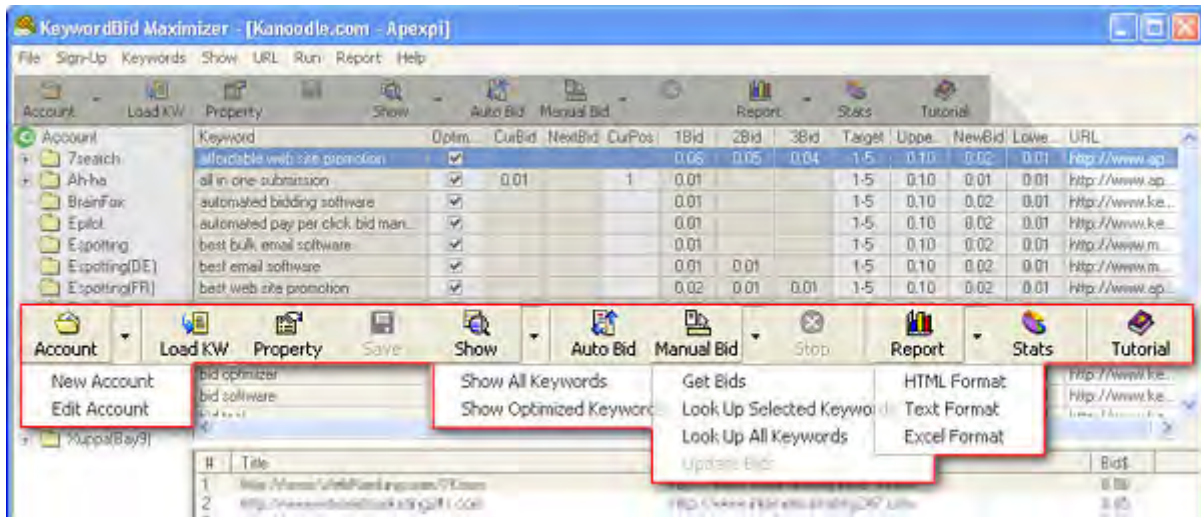 KeywordBid Maximizer - [Kanoodle.com - Apexpi]
File Sign-Up Keywords Show URL Run Report Help
Account Load KW Property Show Auto Bid Manual Bid Report Stats Tutorial
Account Keyword Optim... CurBid NextBid CurPos 1Bid 2Bid 3Bid Target Uppe... NewBid Lowe... URL
7search affordable web site promotion 0.06 0.05 0.04 1-5 0.10 0.02 0.01 http://www.ap...
Ah-ha all in one submission 0.01 1 0.01 1-5 0.10 0.01 0.01 http://www.ap...
BrainFox automated bidding software 0.01 1-5 0.10 0.02 0.01 http://www.ke...
Epilot automated pay per click bid man... 0.01 1-5 0.10 0.02 0.01 http://www.ke...
Espotting best bulk email software 0.01 1-5 0.10 0.02 0.01 http://www.m...
Espotting(DE) best email software 0.01 0.01 1-5 0.10 0.02 0.01 http://www.m...
Espotting(FR) best web site promotion 0.02 0.01 0.01 1-5 0.10 0.02 0.01 http://www.ap...
Account Load KW Property Save Show Auto Bid Manual Bid Stop Report Stats Tutorial
New Account bid optimizer Show All Keywords Get Bids HTML Format http://www.ke...
Edit Account bid software Show Optimized Keyword Look Up Selected Keywor Text Format http://www.ke...
Xuppa(Bay9) Look Up All Keywords Excel Format
Update Bids
# Title Bid$
1
2